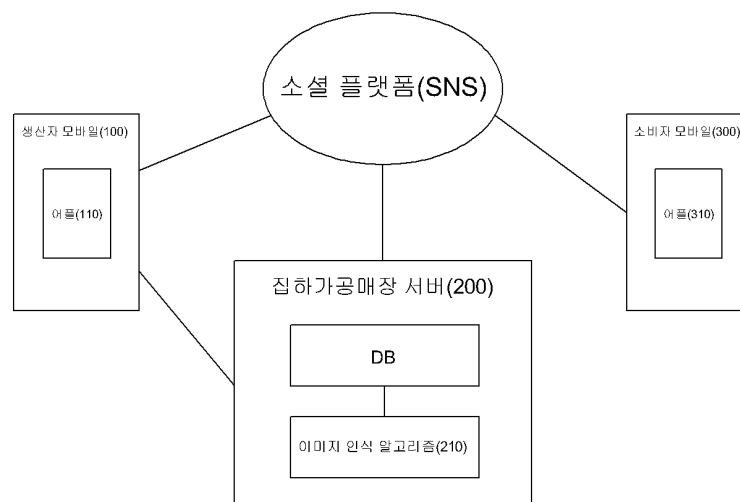 소셜 플랫폼(SNS)
생산자 모바일(100)
어플(110)
소비자 모바일(300)
어플(310)
집하가공매장 서버(200)
DB
이미지 인식 알고리즘(210)